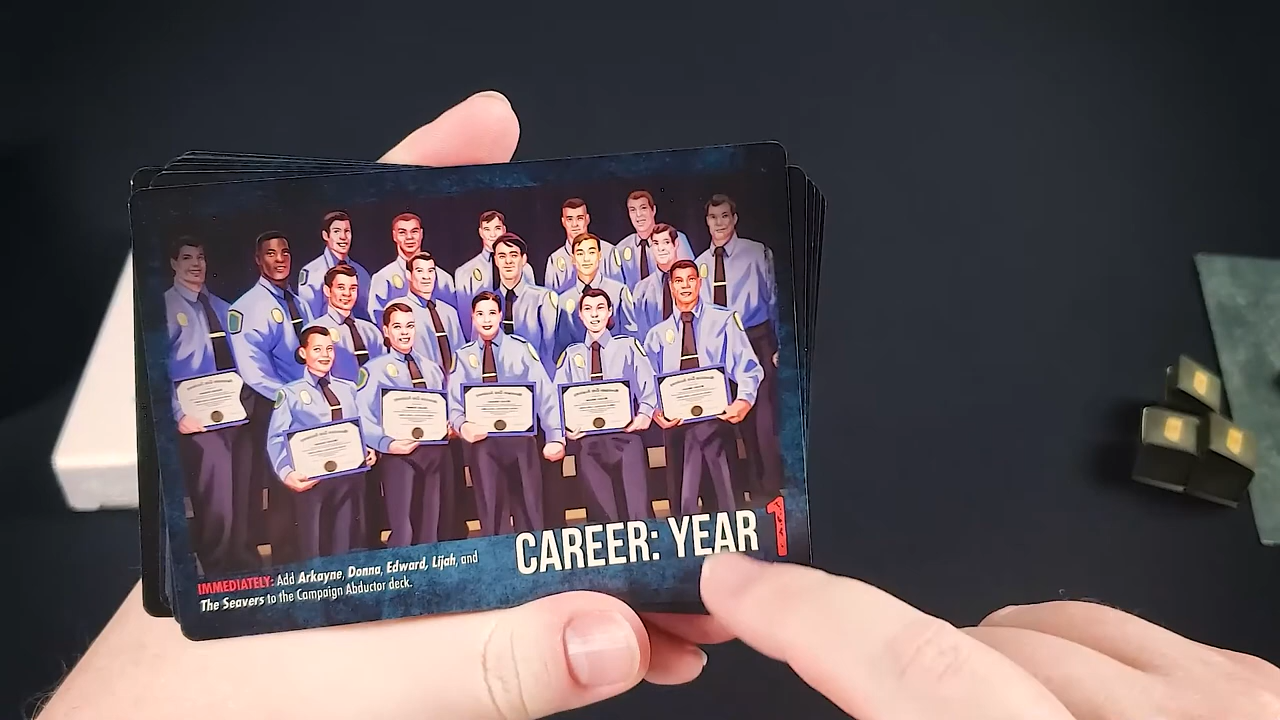 CAREER: YEAR 1
IMMEDIATELY: Add Arkayne, Donna, Edward, Lijah, and
The Seavers to the Campaign Abductor deck.